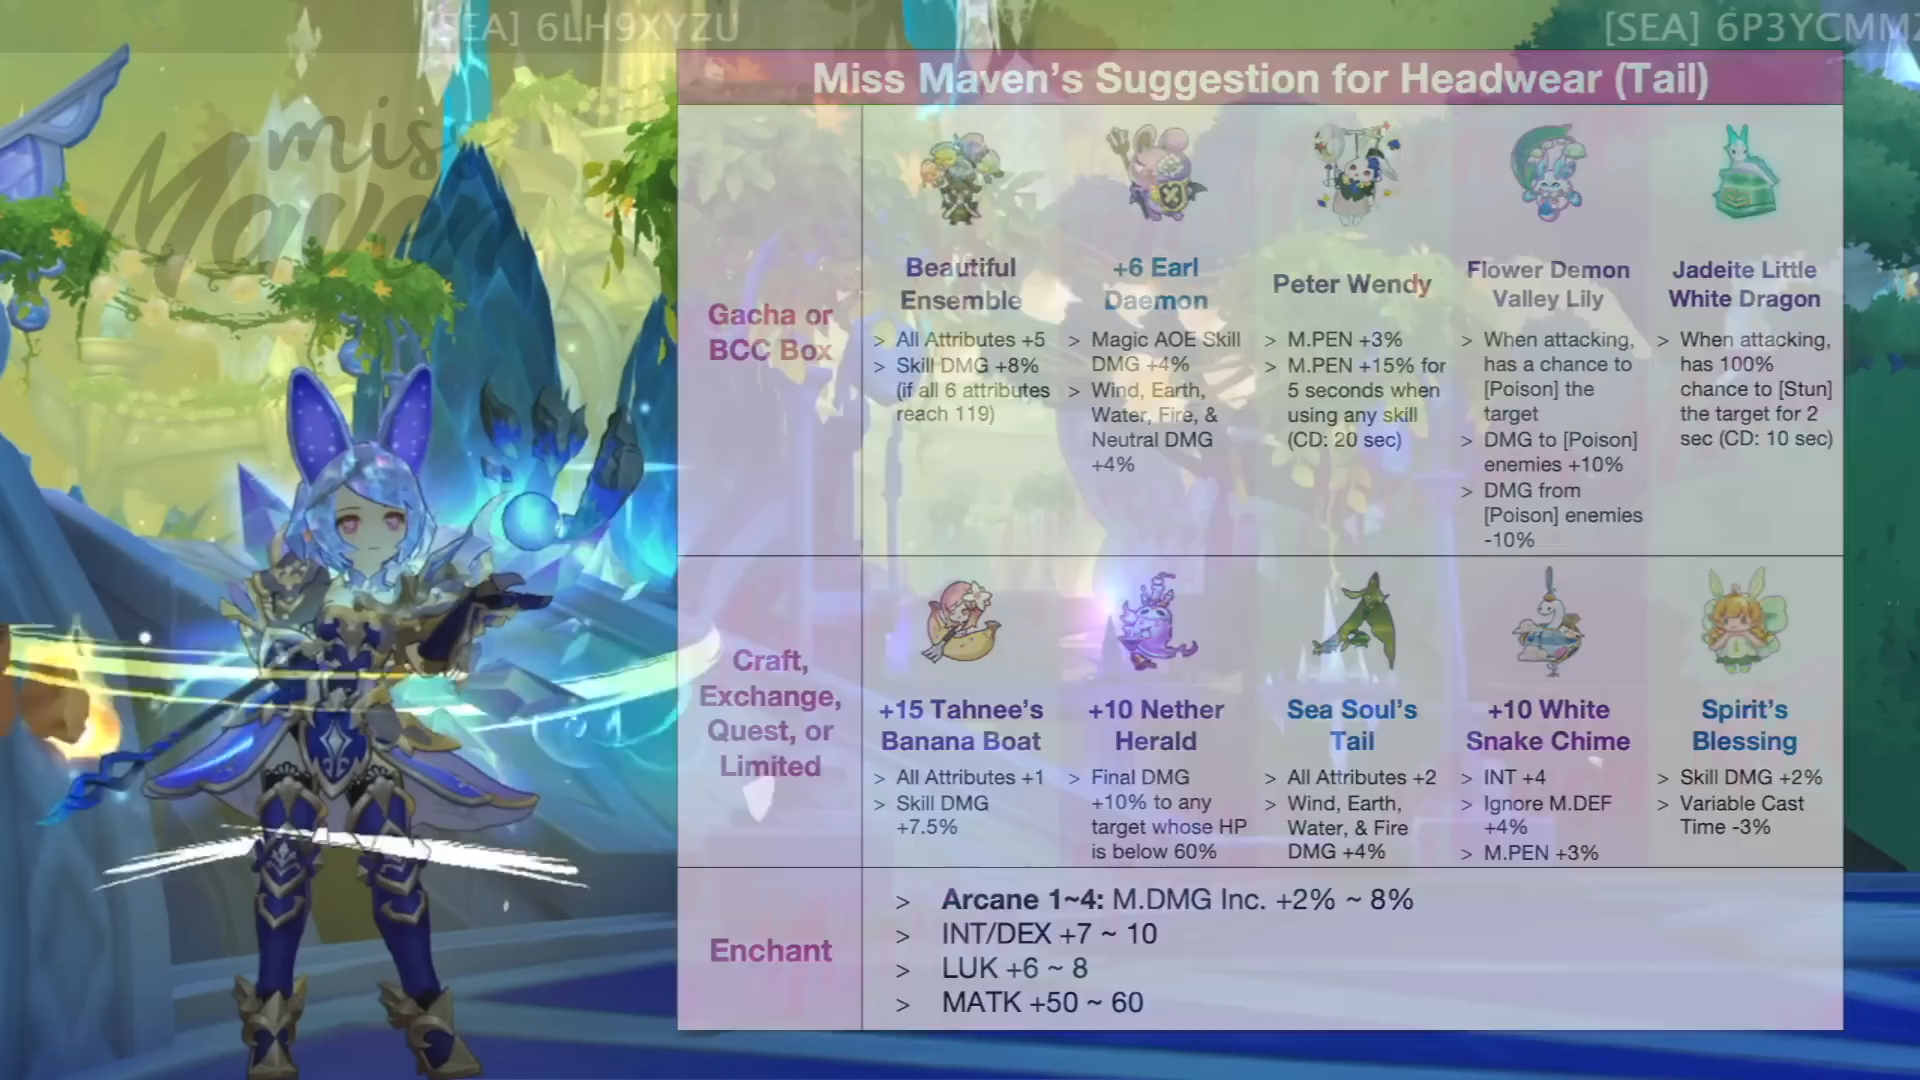 [SEA] 6LH9XYZU
[SEA] 6P3YCMMZ
miss
Maven
Miss Maven's Suggestion for Headwear (Tail)
Gacha or
BCC Box
Beautiful
Ensemble
> All Attributes +5
> Skill DMG +8%
(if all 6 attributes
reach 119)
+6 Earl
Daemon
> Magic AOE Skill
DMG +4%
> Wind, Earth,
Water, Fire, &
Neutral DMG
+4%
Peter Wendy
> M.PEN +3%
> M.PEN +15% for
5 seconds when
using any skill
(CD: 20 sec)
Flower Demon
Valley Lily
> When attacking,
has a chance to
[Poison] the
target
> DMG to [Poison]
enemies +10%
> DMG from
[Poison] enemies
-10%
Jadeite Little
White Dragon
> When attacking,
has 100%
chance to [Stun]
the target for 2
sec (CD: 10 sec)
Craft,
Exchange,
Quest, or
Limited
+15 Tahnee's
Banana Boat
> All Attributes +1
> Skill DMG
+7.5%
+10 Nether
Herald
> Final DMG
+10% to any
target whose HP
is below 60%
Sea Soul's
Tail
> All Attributes +2
> Wind, Earth,
Water, & Fire
DMG +4%
+10 White
Snake Chime
> INT +4
> Ignore M.DEF
+4%
> M.PEN +3%
Spirit's
Blessing
> Skill DMG +2%
> Variable Cast
Time -3%
Enchant
> Arcane 1~4: M.DMG Inc. +2% ~ 8%
> INT/DEX +7 ~ 10
> LUK +6 ~ 8
> MATK +50 ~ 60